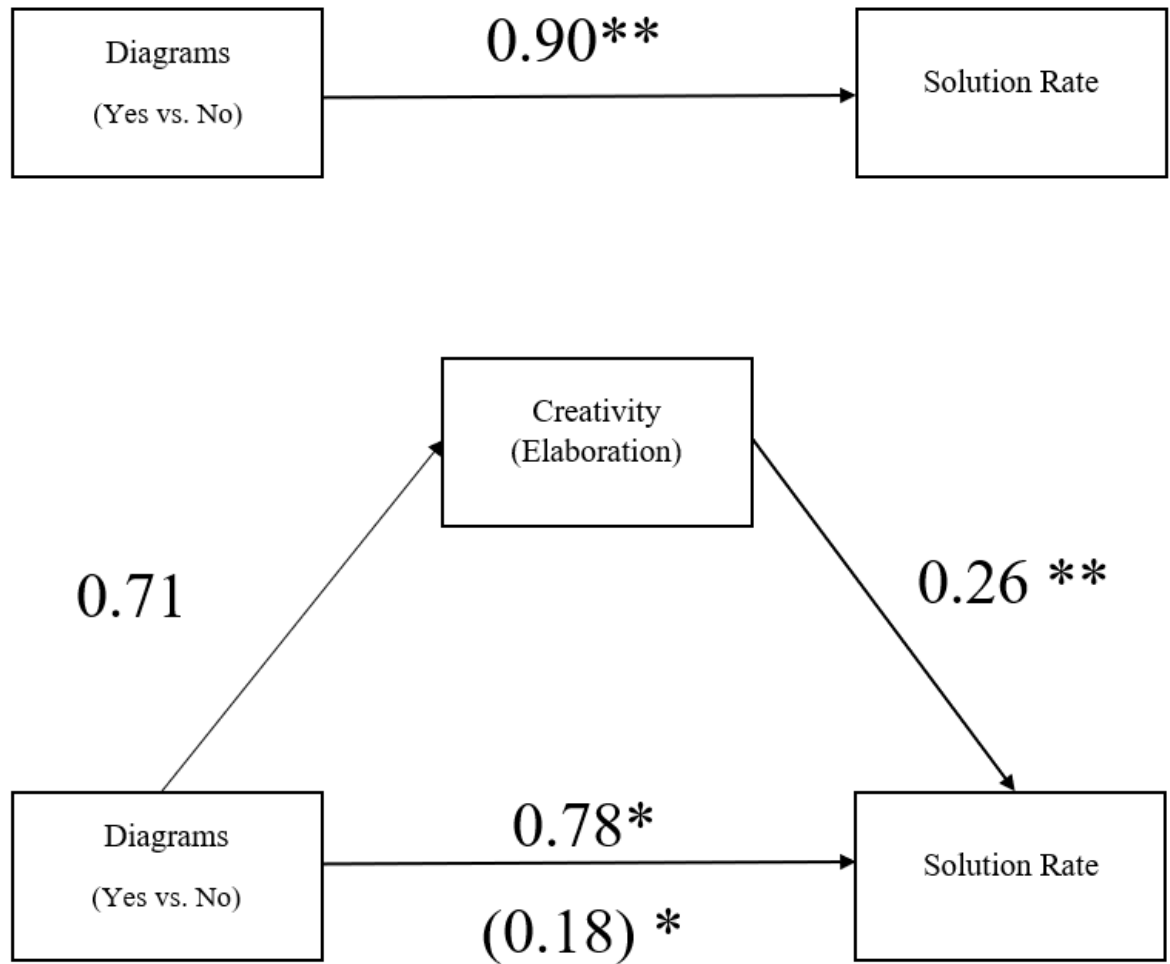 Diagrams
(Yes vs. No)
0.90**
Solution Rate
Creativity
(Elaboration)
0.71
0.26 **
Diagrams
(Yes vs. No)
0.78*
(0.18) *
Solution Rate